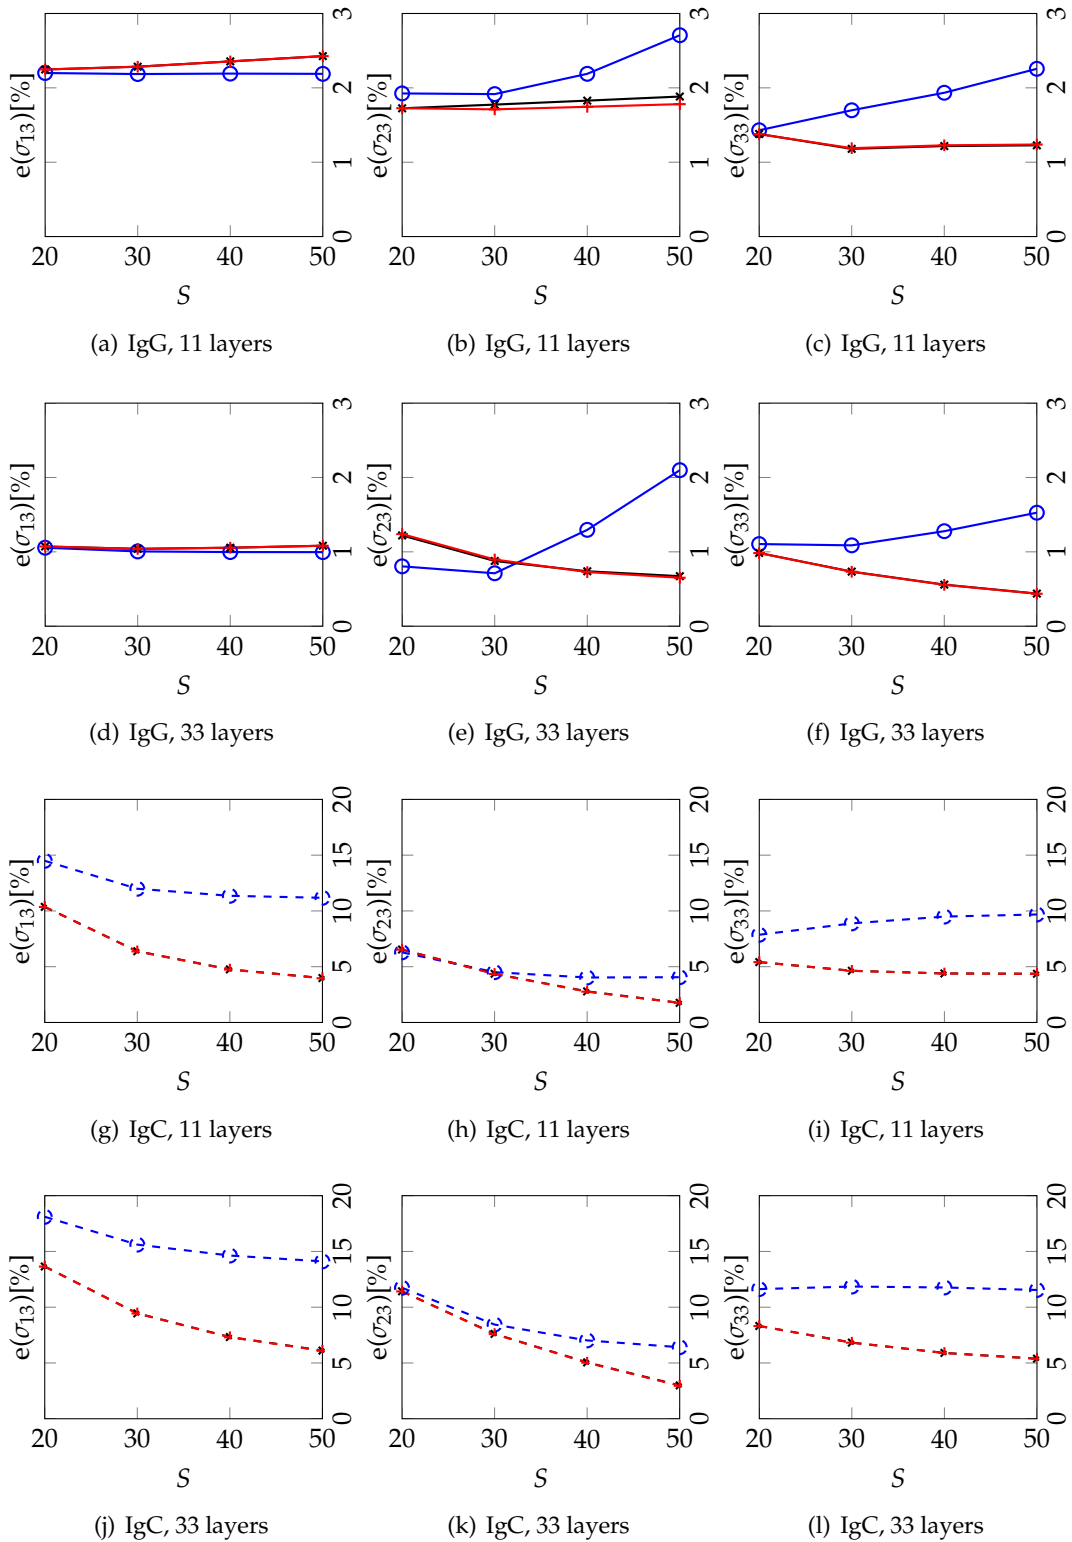 e(σ13)[%] 0 1 2 3
20 30 40 50
S
(a) IgG, 11 layers
e(σ23)[%] 0 1 2 3
20 30 40 50
S
(b) IgG, 11 layers
e(σ33)[%] 0 1 2 3
20 30 40 50
S
(c) IgG, 11 layers
e(σ13)[%] 0 1 2 3
20 30 40 50
S
(d) IgG, 33 layers
e(σ23)[%] 0 1 2 3
20 30 40 50
S
(e) IgG, 33 layers
e(σ33)[%] 0 1 2 3
20 30 40 50
S
(f) IgG, 33 layers
e(σ13)[%] 0 5 10 15 20
20 30 40 50
S
(g) IgC, 11 layers
e(σ23)[%] 0 5 10 15 20
20 30 40 50
S
(h) IgC, 11 layers
e(σ33)[%] 0 5 10 15 20
20 30 40 50
S
(i) IgC, 11 layers
e(σ13)[%] 0 5 10 15 20
20 30 40 50
S
(j) IgC, 33 layers
e(σ23)[%] 0 5 10 15 20
20 30 40 50
S
(k) IgC, 33 layers
e(σ33)[%] 0 5 10 15 20
20 30 40 50
S
(l) IgC, 33 layers